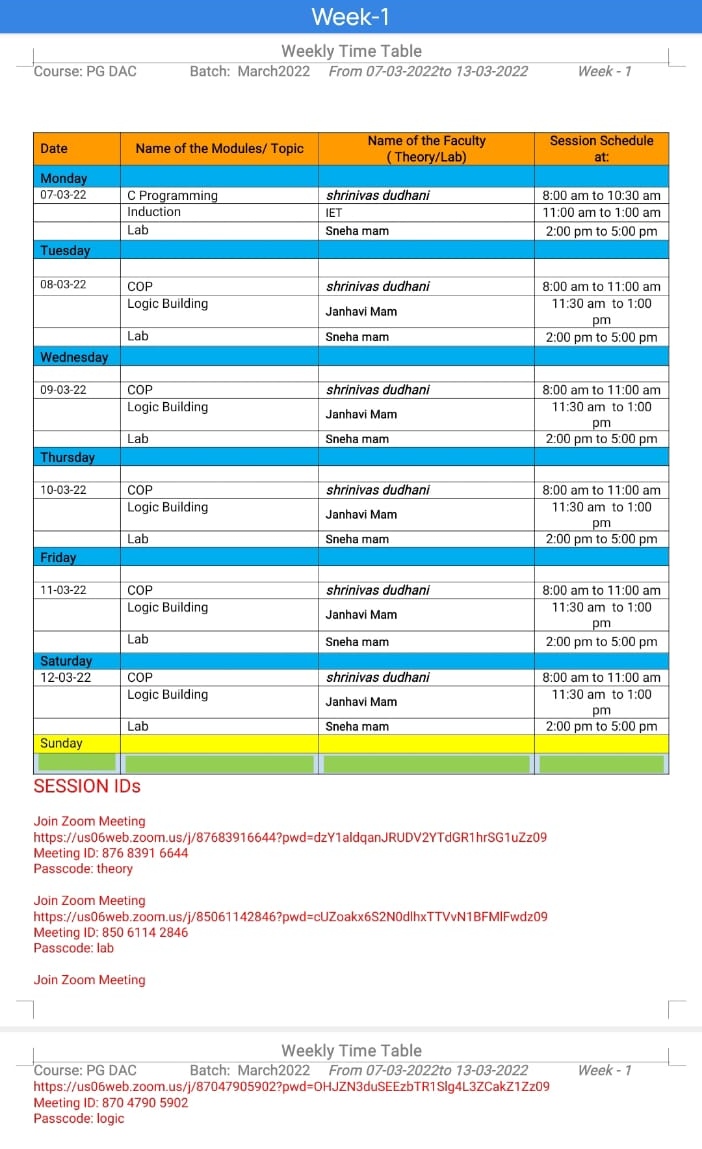 Week-1
Weekly Time Table
Course: PG DAC Batch: March2022 From 07-03-2022to 13-03-2022 Week - 1
Date Name of the Modules/ Topic Name of the Faculty ( Theory/Lab) Session Schedule at:
Monday
07-03-22 C Programming shrinivas dudhani 8:00 am to 10:30 am
Induction IET 11:00 am to 1:00 am
Lab Sneha mam 2:00 pm to 5:00 pm
Tuesday
08-03-22 COP shrinivas dudhani 8:00 am to 11:00 am
Logic Building Janhavi Mam 11:30 am to 1:00 pm
Lab Sneha mam 2:00 pm to 5:00 pm
Wednesday
09-03-22 COP shrinivas dudhani 8:00 am to 11:00 am
Logic Building Janhavi Mam 11:30 am to 1:00 pm
Lab Sneha mam 2:00 pm to 5:00 pm
Thursday
10-03-22 COP shrinivas dudhani 8:00 am to 11:00 am
Logic Building Janhavi Mam 11:30 am to 1:00 pm
Lab Sneha mam 2:00 pm to 5:00 pm
Friday
11-03-22 COP shrinivas dudhani 8:00 am to 11:00 am
Logic Building Janhavi Mam 11:30 am to 1:00 pm
Lab Sneha mam 2:00 pm to 5:00 pm
Saturday
12-03-22 COP shrinivas dudhani 8:00 am to 11:00 am
Logic Building Janhavi Mam 11:30 am to 1:00 pm
Lab Sneha mam 2:00 pm to 5:00 pm
Sunday
SESSION IDs
Join Zoom Meeting
https://us06web.zoom.us/j/87683916644?pwd=dzY1aldqanJRUDV2YTdGR1hrSG1uZz09
Meeting ID: 876 8391 6644
Passcode: theory
Join Zoom Meeting
https://us06web.zoom.us/j/85061142846?pwd=cUZoakx6S2N0dlhxTTVvN1BFMlFwdz09
Meeting ID: 850 6114 2846
Passcode: lab
Join Zoom Meeting
Weekly Time Table
Course: PG DAC Batch: March2022 From 07-03-2022to 13-03-2022 Week - 1
https://us06web.zoom.us/j/87047905902?pwd=OHJZN3duSEEzbTR1Slg4L3ZCakZ1Zz09
Meeting ID: 870 4790 5902
Passcode: logic